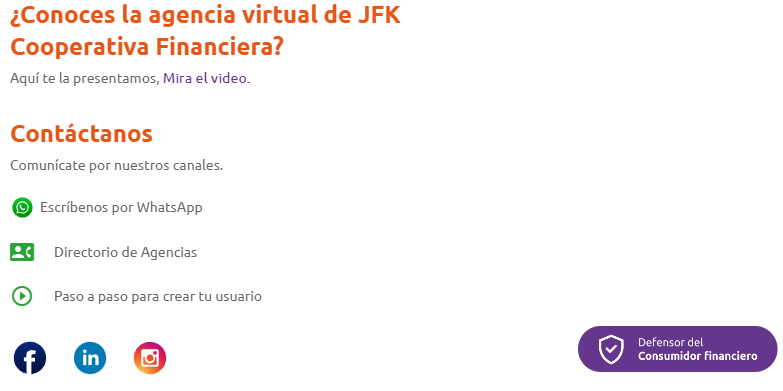 ¿Conoces la agencia virtual de JFK
Cooperativa Financiera?
Aquí te la presentamos, Mira el video.
Contáctanos
Comunícate por nuestros canales.
Escríbenos por WhatsApp
Directorio de Agencias
Paso a paso para crear tu usuario
f
in
Defensor del
Consumidor financiero